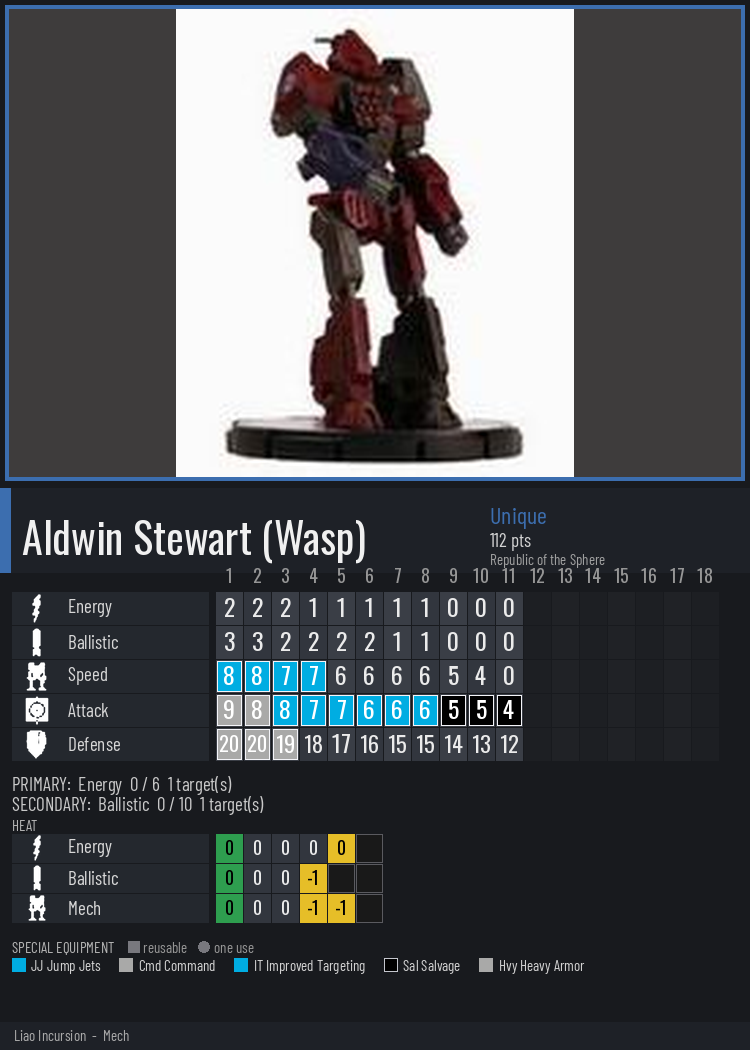 Aldwin Stewart (Wasp)
Unique
112 pts
Republic of the Sphere
1 2 3 4 5 6 7 8 9 10 11 12 13 14 15 16 17 18
Energy 2 2 2 1 1 1 1 1 0 0 0
Ballistic 3 3 2 2 2 2 1 1 0 0 0
Speed 8 8 7 7 6 6 6 6 5 4 0
Attack 9 8 8 7 7 6 6 6 5 5 4
Defense 20 20 19 18 17 16 15 15 14 13 12
PRIMARY: Energy 0 / 6 1 target(s)
SECONDARY: Ballistic 0 / 10 1 target(s)
HEAT
Energy 0 0 0 0 0
Ballistic 0 0 0 -1
Mech 0 0 0 -1 -1
SPECIAL EQUIPMENT reusable one use
JJ Jump Jets Cmd Command IT Improved Targeting Sal Salvage Hvy Heavy Armor
Liao Incursion - Mech